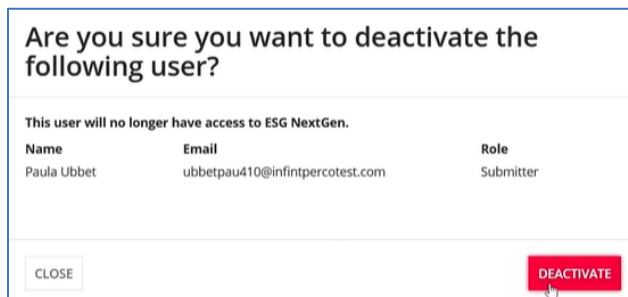 Are you sure you want to deactivate the
following user?
This user will no longer have access to ESG NextGen.
Name Email Role
Paula Ubbet ubbetpau410@infintpercotest.com Submitter
CLOSE DEACTIVATE